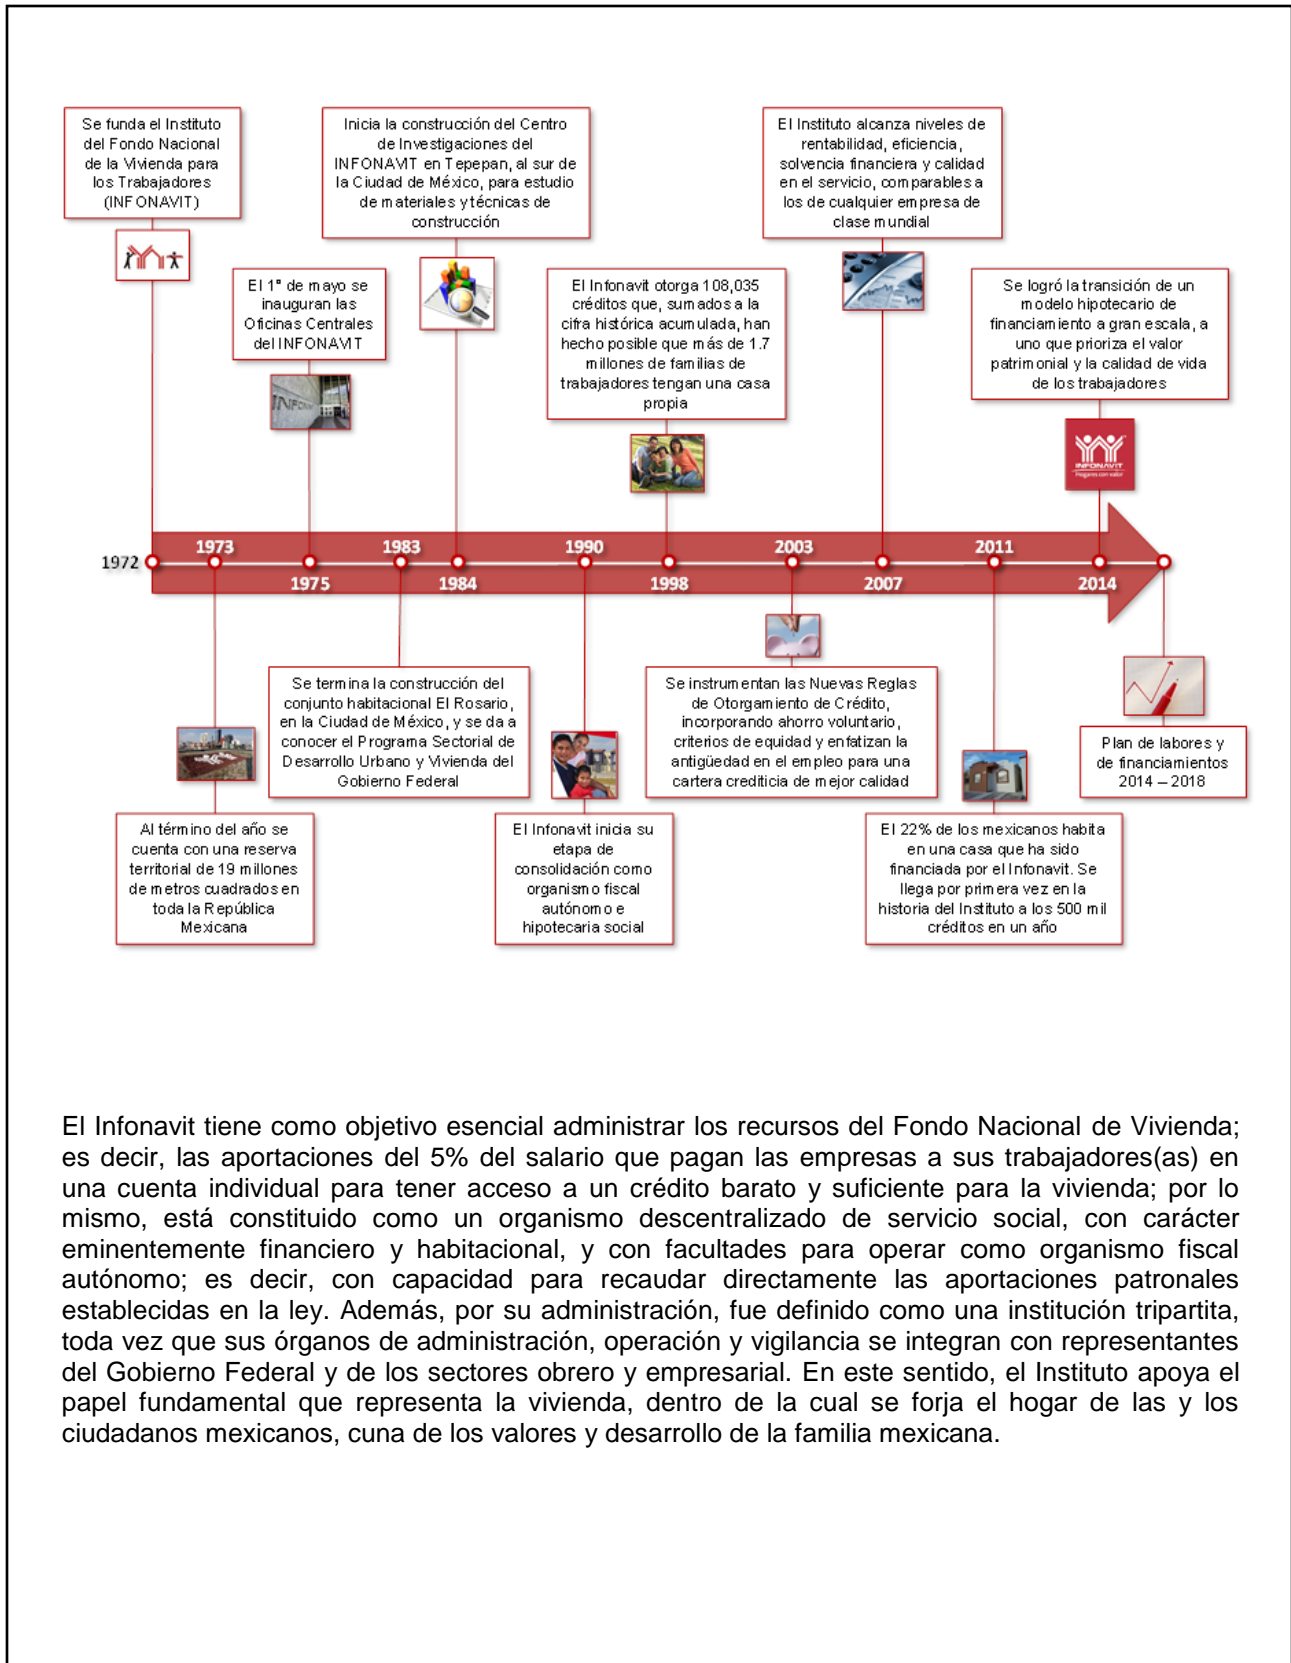 Se funda el Instituto
del Fondo Nacional
de la Vivienda para
los Trabajadores
(INFONAVIT)
Inicia la construcción del Centro
de Investigaciones del
INFONAVIT en Tepepan, al sur de
la Ciudad de México, para estudio
de materiales y técnicas de
construcción
El Instituto alcanza niveles de
rentabilidad, eficiencia,
solvencia financiera y calidad
en el servicio, comparables a
los de cualquier empresa de
clase mundial
El 1° de mayo se
inauguran las
Oficinas Centrales
del INFONAVIT
El Infonavit otorga 108,035
créditos que, sumados a la
cifra histórica acumulada, han
hecho posible que más de 1.7
millones de familias de
trabajadores tengan una casa
propia
Se logró la transición de un
modelo hipotecario de
financiamiento a gran escala, a
uno que prioriza el valor
patrimonial y la calidad de vida
de los trabajadores
INFONAVIT
Hogares con valor
1972
1973
1975
1983
1984
1990
1998
2003
2007
2011
2014
Se termina la construcción del
conjunto habitacional El Rosario,
en la Ciudad de México, y se da a
conocer el Programa Sectorial de
Desarrollo Urbano y Vivienda del
Gobierno Federal
Se instrumentan las Nuevas Reglas
de Otorgamiento de Crédito,
incorporando ahorro voluntario,
criterios de equidad y enfatizan la
antigüedad en el empleo para una
cartera crediticia de mejor calidad
Plan de labores y
de financiamientos
2014 – 2018
Al término del año se
cuenta con una reserva
territorial de 19 millones
de metros cuadrados en
toda la República
Mexicana
El Infonavit inicia su
etapa de
consolidación como
organismo fiscal
autónomo e
hipotecaria social
El 22% de los mexicanos habita
en una casa que ha sido
financiada por el Infonavit. Se
llega por primera vez en la
historia del Instituto a los 500 mil
créditos en un año
El Infonavit tiene como objetivo esencial administrar los recursos del Fondo Nacional de Vivienda;
es decir, las aportaciones del 5% del salario que pagan las empresas a sus trabajadores(as) en
una cuenta individual para tener acceso a un crédito barato y suficiente para la vivienda; por lo
mismo, está constituido como un organismo descentralizado de servicio social, con carácter
eminentemente financiero y habitacional, y con facultades para operar como organismo fiscal
autónomo; es decir, con capacidad para recaudar directamente las aportaciones patronales
establecidas en la ley. Además, por su administración, fue definido como una institución tripartita,
toda vez que sus órganos de administración, operación y vigilancia se integran con representantes
del Gobierno Federal y de los sectores obrero y empresarial. En este sentido, el Instituto apoya el
papel fundamental que representa la vivienda, dentro de la cual se forja el hogar de las y los
ciudadanos mexicanos, cuna de los valores y desarrollo de la familia mexicana.